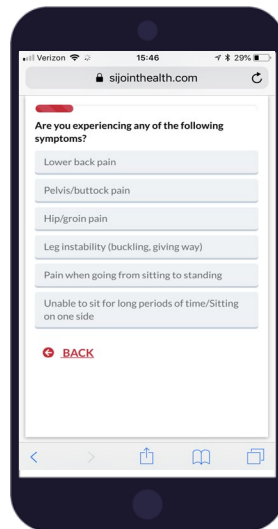 Verizon 15:46 29%
sijointhealth.com
Are you experiencing any of the following
symptoms?
Lower back pain
Pelvis/buttock pain
Hip/groin pain
Leg instability (buckling, giving way)
Pain when going from sitting to standing
Unable to sit for long periods of time/Sitting
on one side
BACK